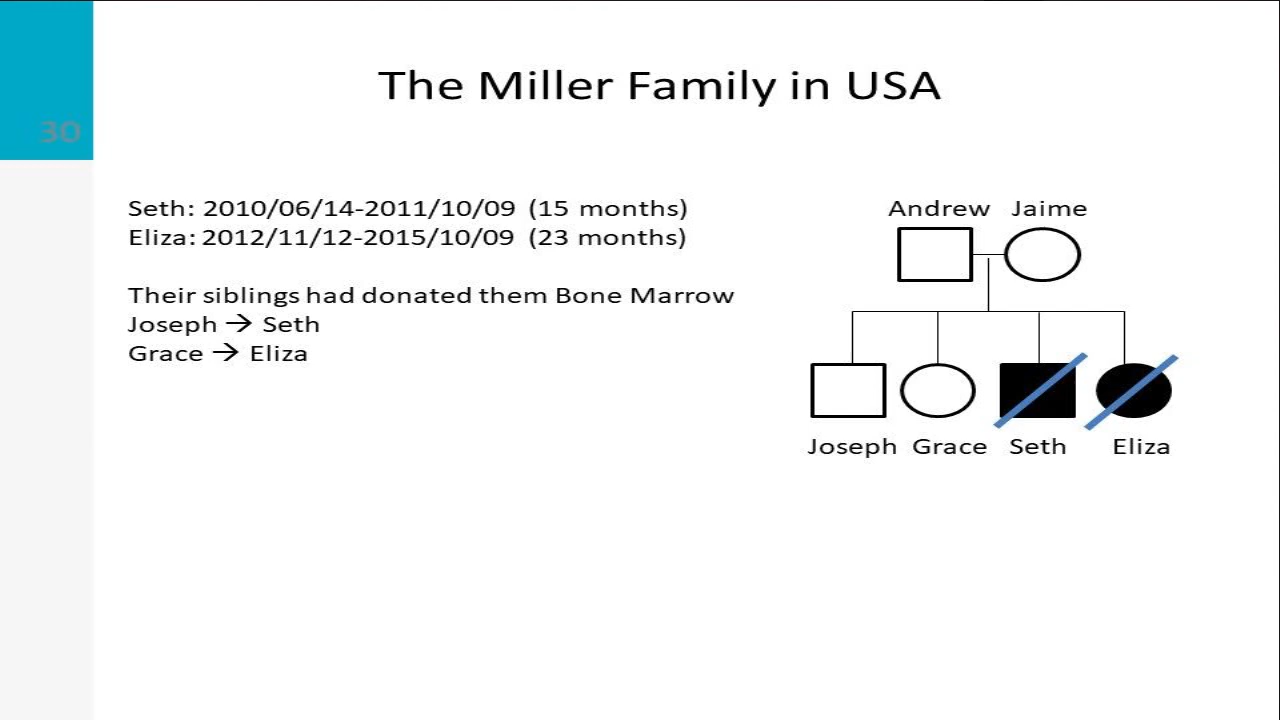 The Miller Family in USA
30
Seth: 2010/06/14-2011/10/09 (15 months)
Eliza: 2012/11/12-2015/10/09 (23 months)
Their siblings had donated them Bone Marrow
Joseph → Seth
Grace → Eliza
Andrew Jaime
Joseph Grace Seth Eliza